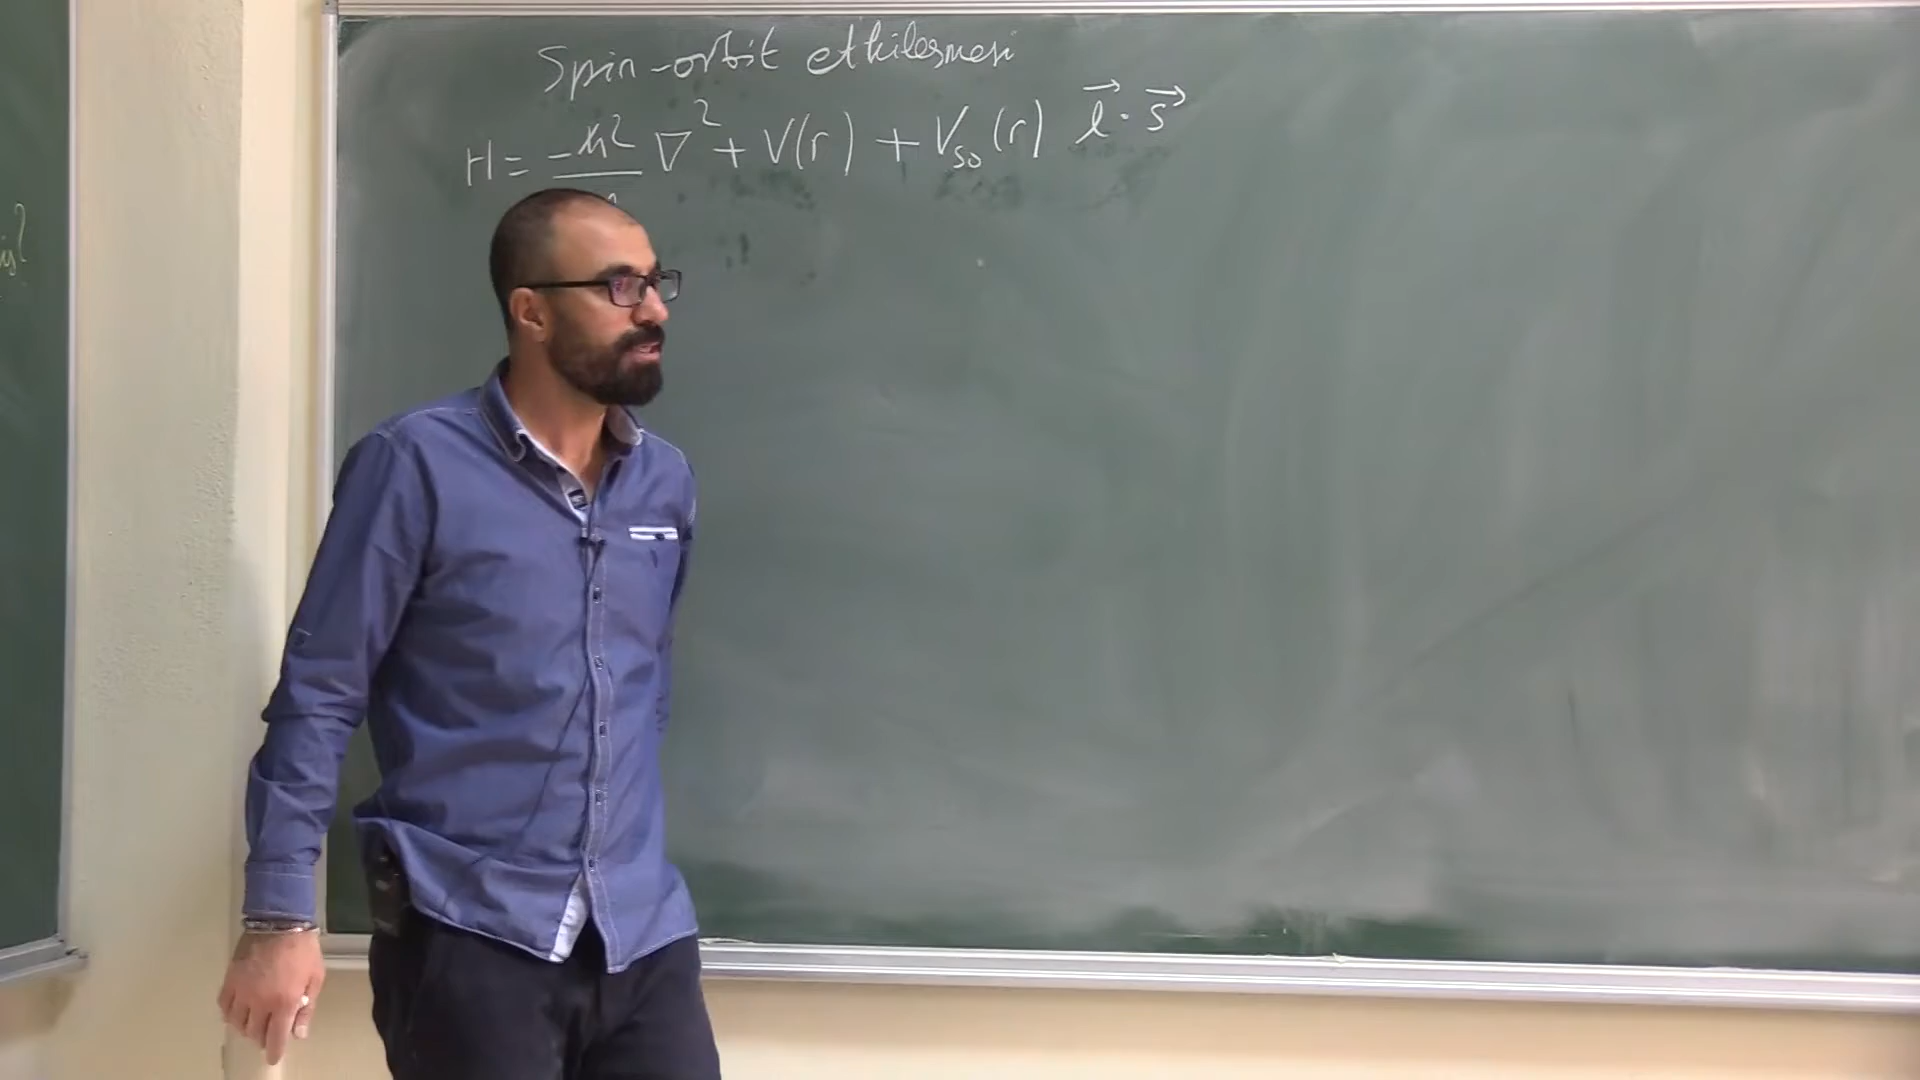 Spin-orbit etkileşmesi
H = -ħ² ∇² + V(r) + V_so(r) l⃗ · s⃗